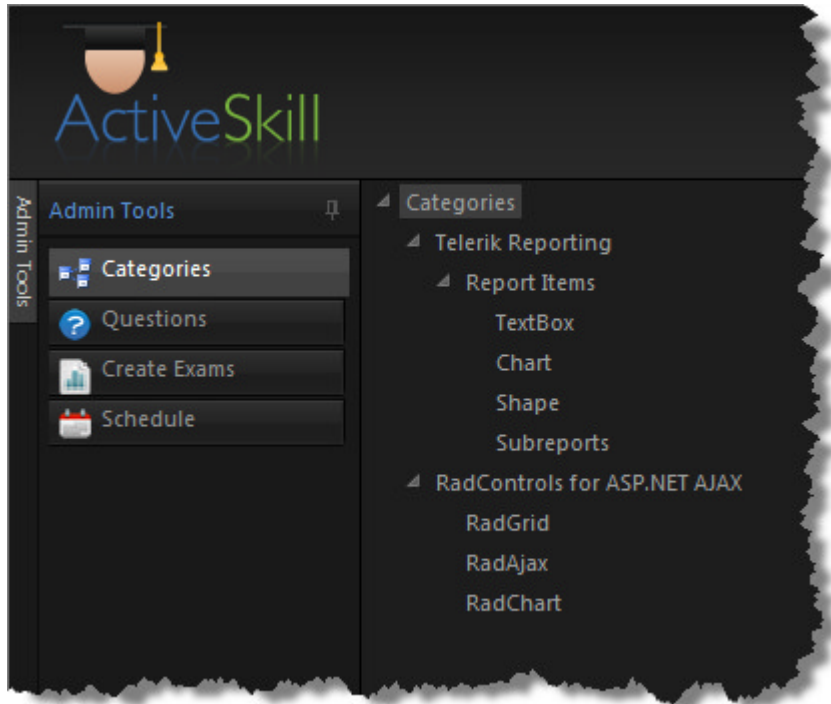 ActiveSkill
Admin Tools
Admin Tools
Categories
Questions
Create Exams
Schedule
Categories
Telerik Reporting
Report Items
TextBox
Chart
Shape
Subreports
RadControls for ASP.NET AJAX
RadGrid
RadAjax
RadChart